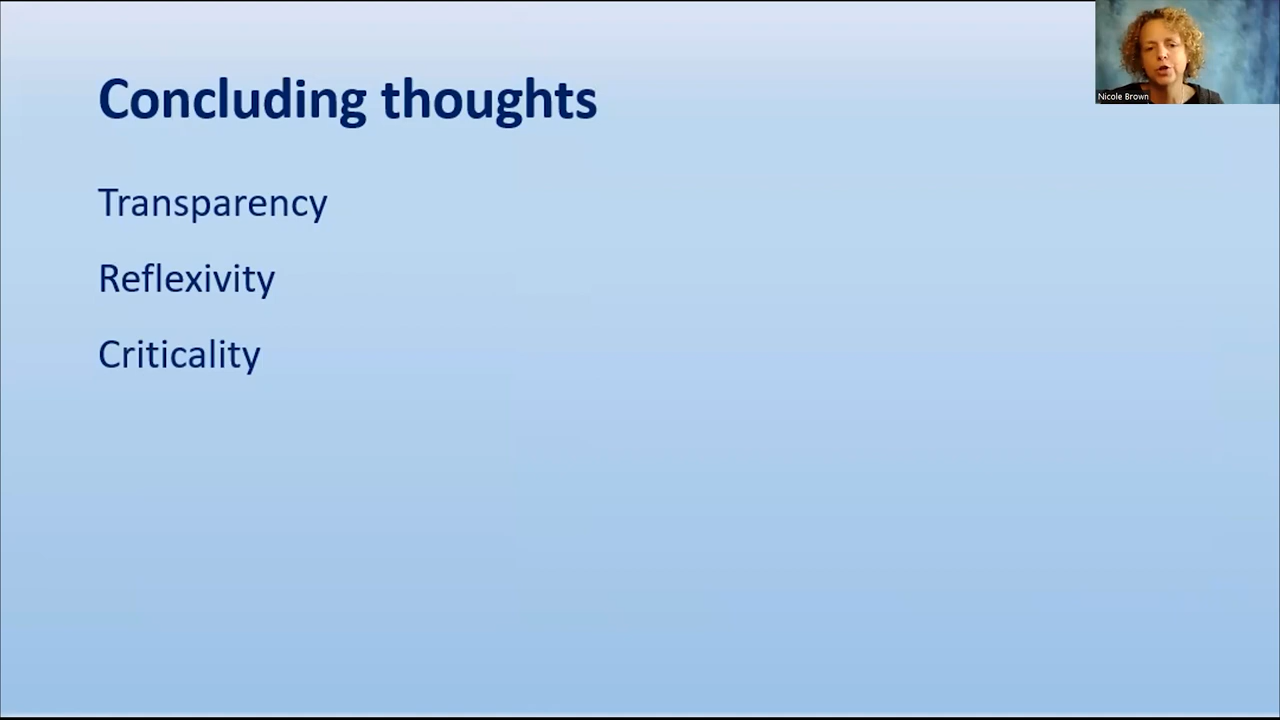 Concluding thoughts
Nicole Brown
Transparency
Reflexivity
Criticality